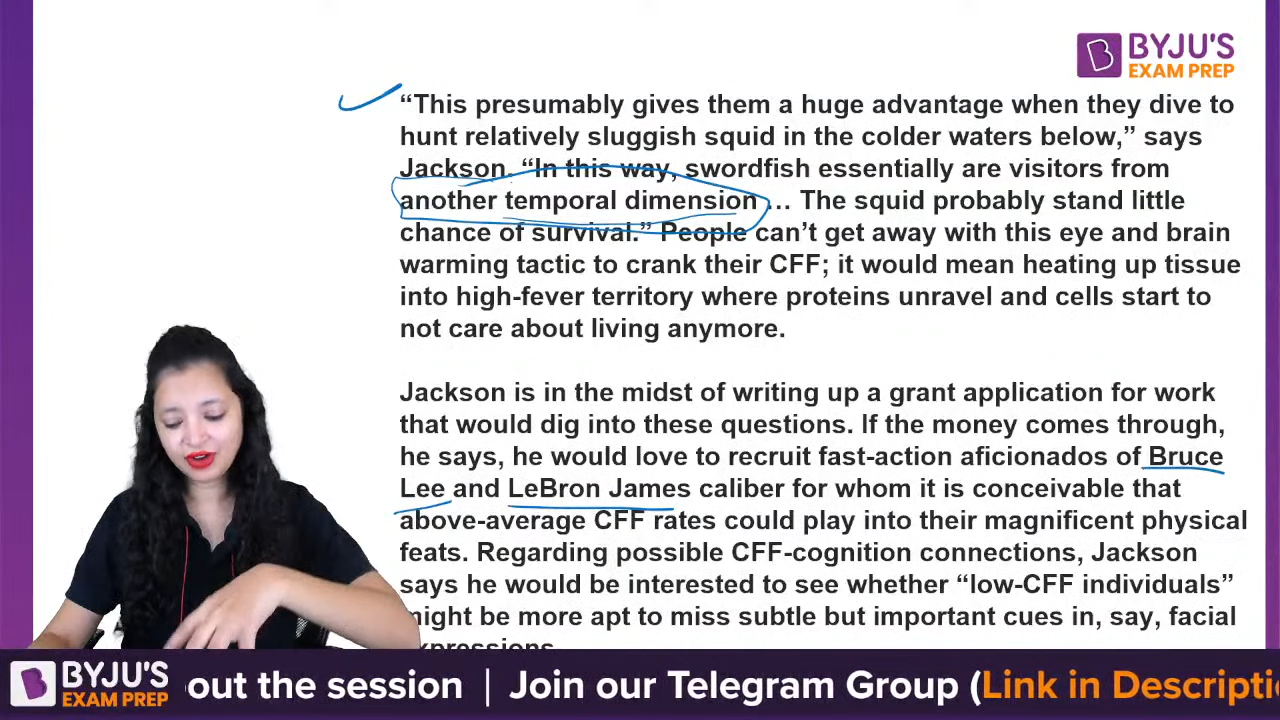 BYJU'S
EXAM PREP
“This presumably gives them a huge advantage when they dive to
hunt relatively sluggish squid in the colder waters below,” says
Jackson. “In this way, swordfish essentially are visitors from
another temporal dimension… The squid probably stand little
chance of survival.” People can’t get away with this eye and brain
warming tactic to crank their CFF; it would mean heating up tissue
into high-fever territory where proteins unravel and cells start to
not care about living anymore.
Jackson is in the midst of writing up a grant application for work
that would dig into these questions. If the money comes through,
he says, he would love to recruit fast-action aficionados of Bruce
Lee and LeBron James caliber for whom it is conceivable that
above-average CFF rates could play into their magnificent physical
feats. Regarding possible CFF-cognition connections, Jackson
says he would be interested to see whether “low-CFF individuals”
might be more apt to miss subtle but important cues in, say, facial
expressions
BYJU'S
EXAM PREP
out the session | Join our Telegram Group (Link in Descripti